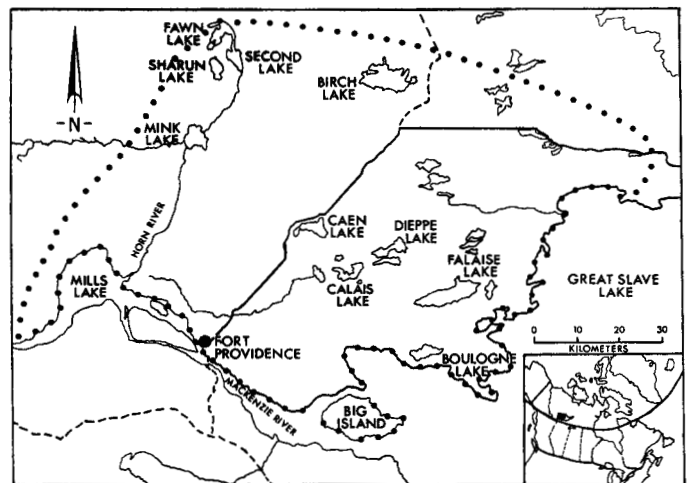 FAWN
LAKE
SECOND
LAKE
SHARUN
LAKE
BIRCH
LAKE
-N-
MINK
LAKE
HORN RIVER
CAEN
LAKE
DIEPPE
LAKE
FALAISE
LAKE
MILLS
LAKE
CALAIS
LAKE
GREAT SLAVE
LAKE
0 10 20 30
KILOMETERS
FORT
PROVIDENCE
BOULOGNE
LAKE
MACKENZIE RIVER
BIG
ISLAND